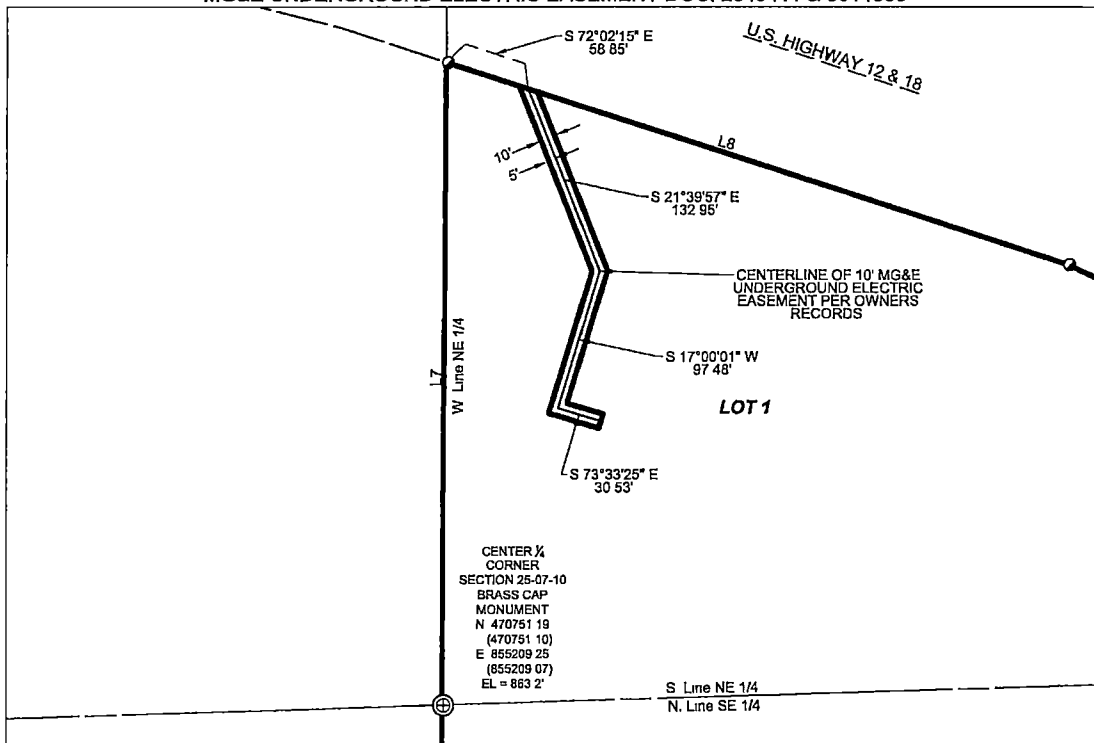 S 72°02'15" E
58 85'
U.S. HIGHWAY 12 & 18
L8
10'
5'
S 21°39'57" E
132 95'
CENTERLINE OF 10' MG&E
UNDERGROUND ELECTRIC
EASEMENT PER OWNERS
RECORDS
W Line NE 1/4
L7
S 17°00'01" W
97 48'
LOT 1
S 73°33'25" E
30 53'
CENTER ¼
CORNER
SECTION 25-07-10
BRASS CAP
MONUMENT
N 470751 19
(470751 10)
E 855209 25
(855209 07)
EL = 863 2'
S Line NE 1/4
N. Line SE 1/4